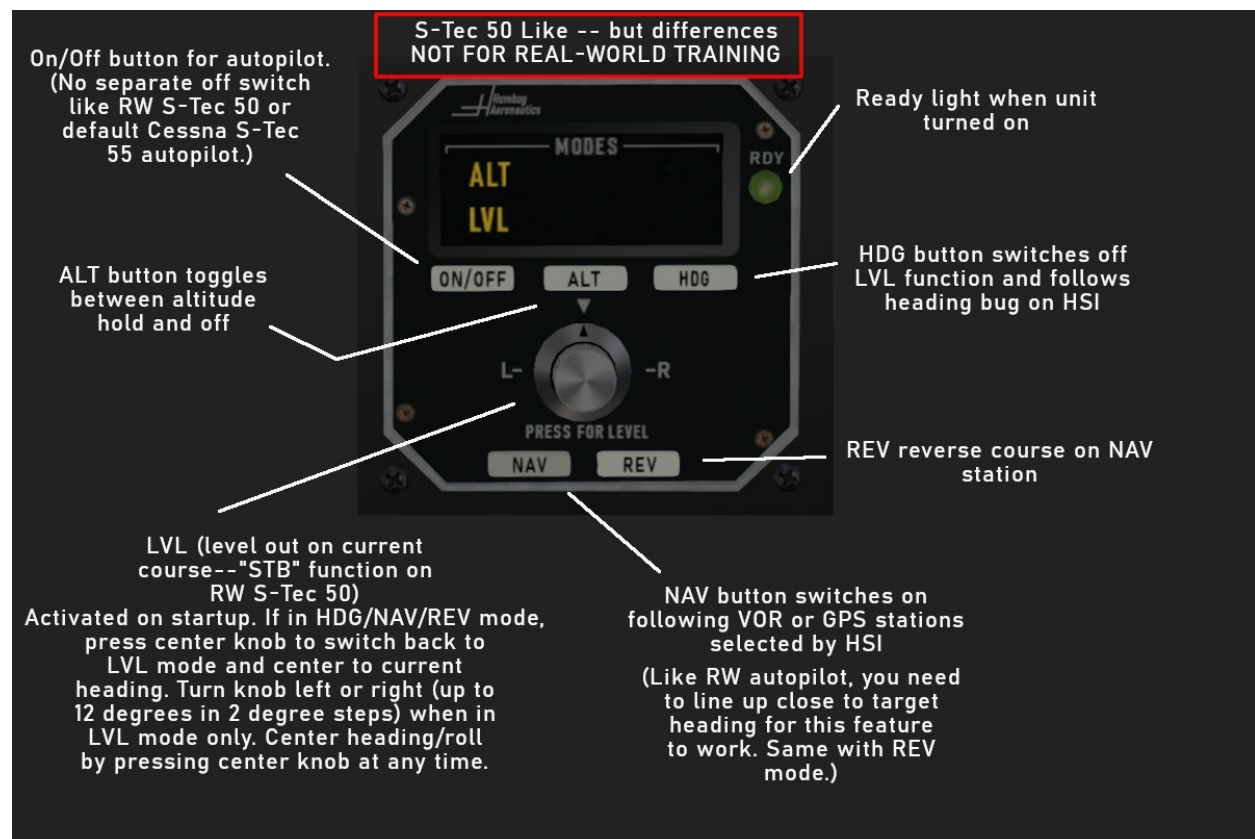 S-Tec 50 Like -- but differences
NOT FOR REAL-WORLD TRAINING
On/Off button for autopilot.
(No separate off switch
like RW S-Tec 50 or
default Cessna S-Tec
55 autopilot.)
Ready light when unit
turned on
Humbug
Aeronautics
MODES
ALT
LVL
RDY
ON/OFF
ALT
HDG
L-
-R
PRESS FOR LEVEL
NAV
REV
ALT button toggles
between altitude
hold and off
HDG button switches off
LVL function and follows
heading bug on HSI
REV reverse course on NAV
station
LVL (level out on current
course--"STB" function on
RW S-Tec 50)
Activated on startup. If in HDG/NAV/REV mode,
press center knob to switch back to
LVL mode and center to current
heading. Turn knob left or right (up to
12 degrees in 2 degree steps) when in
LVL mode only. Center heading/roll
by pressing center knob at any time.
NAV button switches on
following VOR or GPS stations
selected by HSI
(Like RW autopilot, you need
to line up close to target
heading for this feature
to work. Same with REV
mode.)